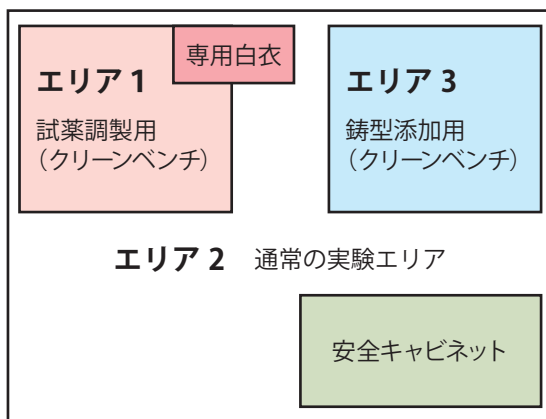 エリア 1
専用白衣
試薬調製用
（クリーンベンチ）
エリア 3
鋳型添加用
（クリーンベンチ）
エリア 2 通常の実験エリア
安全キャビネット